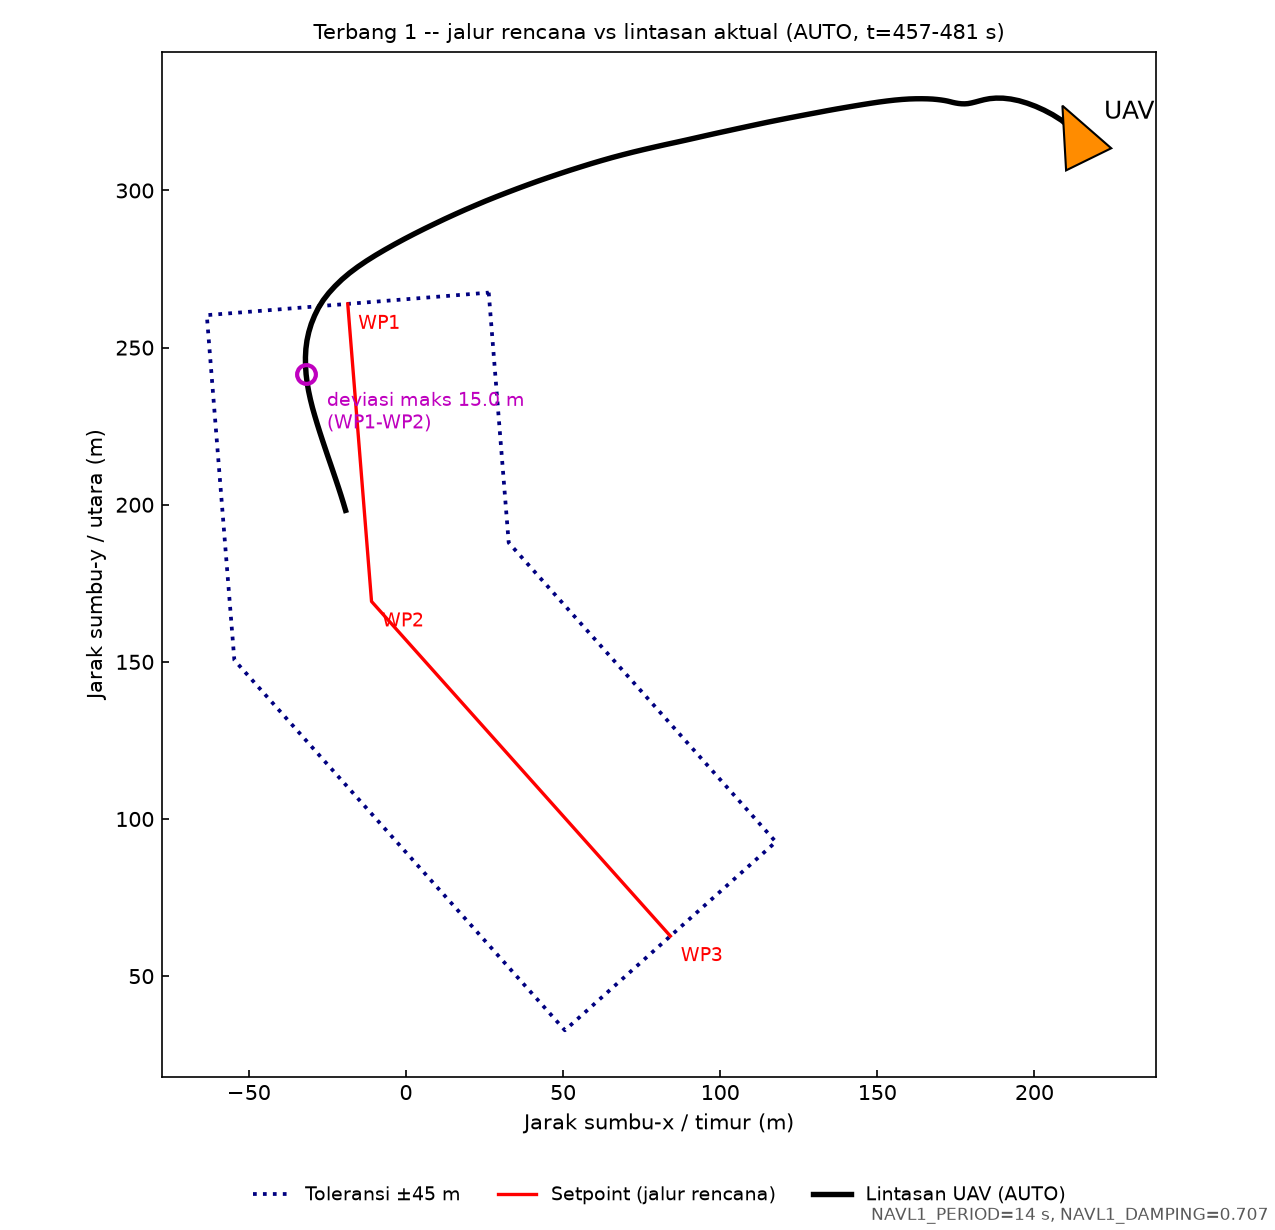 Terbang 1 -- jalur rencana vs lintasan aktual (AUTO, t=457-481 s)
UAV
300
250
200
150
100
50
Jarak sumbu-y / utara (m)
WP1
deviasi maks 15.0 m
(WP1-WP2)
WP2
WP3
−50
0
50
100
150
200
Jarak sumbu-x / timur (m)
Toleransi ±45 m
Setpoint (jalur rencana)
Lintasan UAV (AUTO)
NAVL1_PERIOD=14 s, NAVL1_DAMPING=0.707